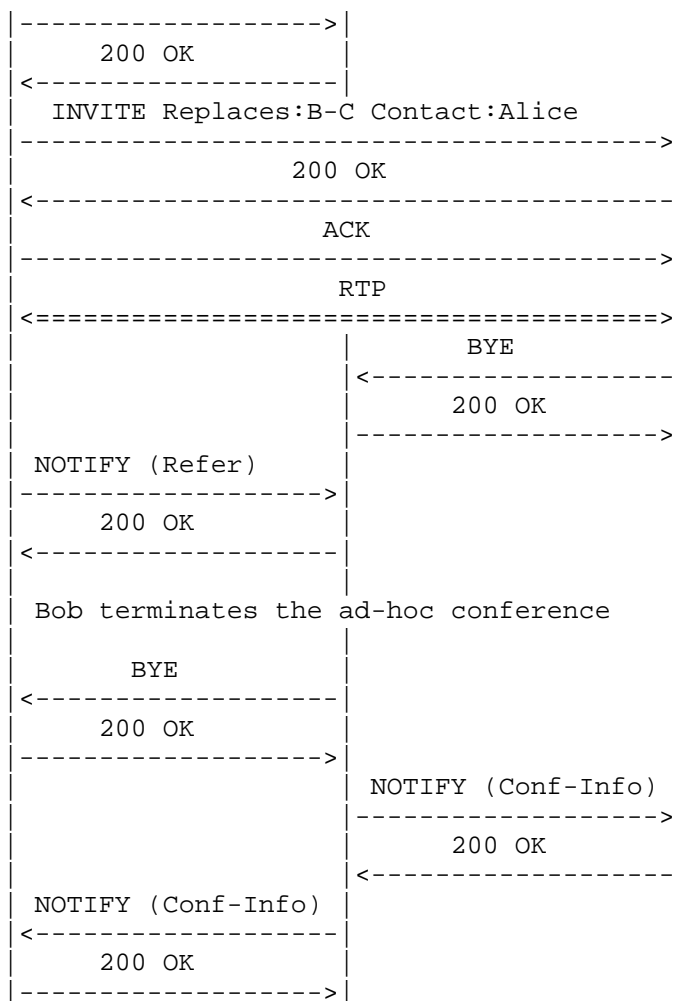 |------------------->|
|     200 OK         |
|<-------------------|
|  INVITE Replaces:B-C Contact:Alice
|---------------------------------------->
|                200 OK
|<----------------------------------------
|                  ACK
|---------------------------------------->
|                   RTP
|<=======================================>
|                    |       BYE
|                    |<-------------------
|                    |      200 OK
|                    |------------------->
| NOTIFY (Refer)     |
|------------------->|
|     200 OK         |
|<-------------------|
|                    |
| Bob terminates the ad-hoc conference
|                    |
|       BYE          |
|<-------------------|
|     200 OK         |
|------------------->|
|                    | NOTIFY (Conf-Info)
|                    |------------------->
|                    |      200 OK
|                    |<-------------------
| NOTIFY (Conf-Info) |
|<-------------------|
|     200 OK         |
|------------------->|